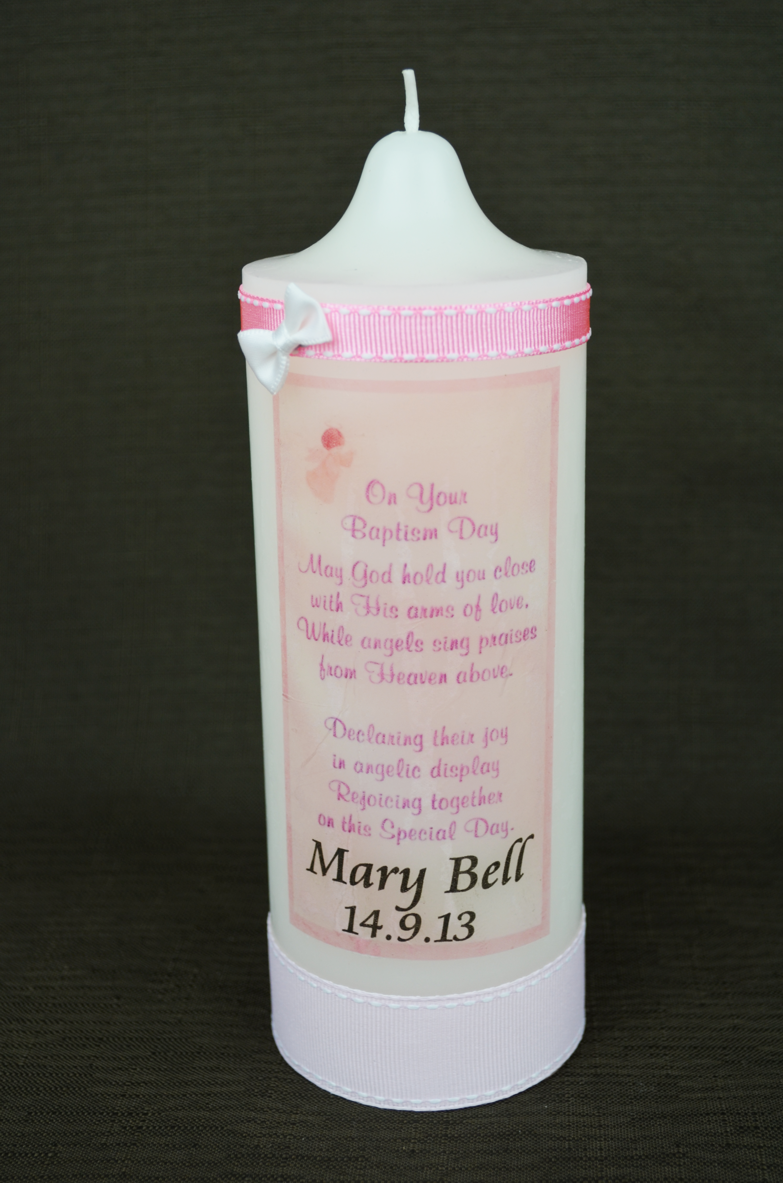 On Your
Baptism Day
May God hold you close
with His arms of love,
While angels sing praises
from Heaven above.
Declaring their joy
in angelic display
Rejoicing together
on this Special Day.
Mary Bell
14.9.13